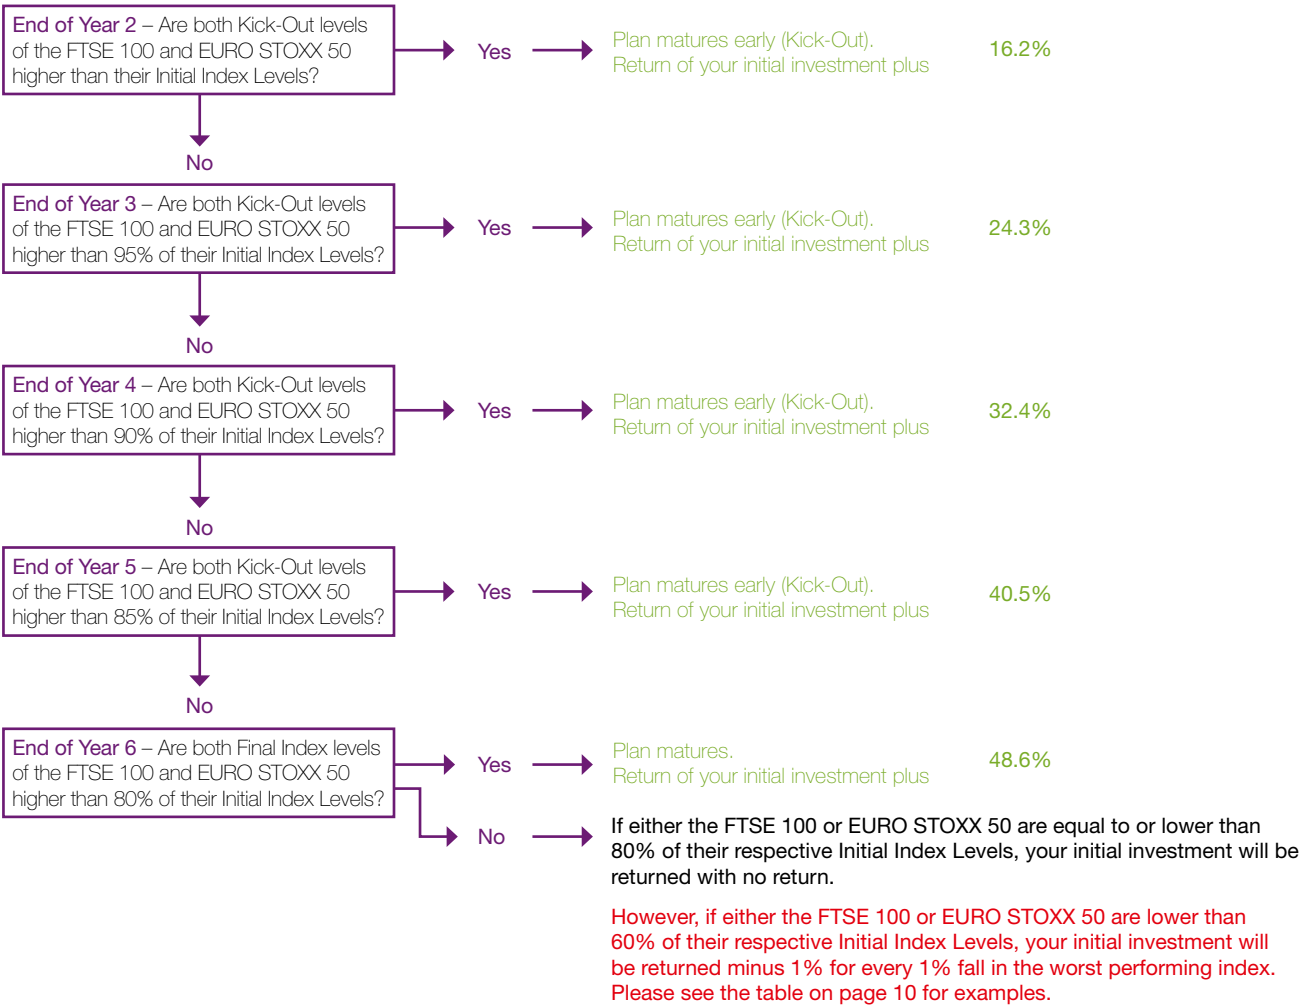 End of Year 2 – Are both Kick-Out levels
of the FTSE 100 and EURO STOXX 50
higher than their Initial Index Levels?
Yes
Plan matures early (Kick-Out).
Return of your initial investment plus
16.2%
No
End of Year 3 – Are both Kick-Out levels
of the FTSE 100 and EURO STOXX 50
higher than 95% of their Initial Index Levels?
Yes
Plan matures early (Kick-Out).
Return of your initial investment plus
24.3%
No
End of Year 4 – Are both Kick-Out levels
of the FTSE 100 and EURO STOXX 50
higher than 90% of their Initial Index Levels?
Yes
Plan matures early (Kick-Out).
Return of your initial investment plus
32.4%
No
End of Year 5 – Are both Kick-Out levels
of the FTSE 100 and EURO STOXX 50
higher than 85% of their Initial Index Levels?
Yes
Plan matures early (Kick-Out).
Return of your initial investment plus
40.5%
No
End of Year 6 – Are both Final Index levels
of the FTSE 100 and EURO STOXX 50
higher than 80% of their Initial Index Levels?
Yes
Plan matures.
Return of your initial investment plus
48.6%
No
If either the FTSE 100 or EURO STOXX 50 are equal to or lower than
80% of their respective Initial Index Levels, your initial investment will be
returned with no return.
However, if either the FTSE 100 or EURO STOXX 50 are lower than
60% of their respective Initial Index Levels, your initial investment will
be returned minus 1% for every 1% fall in the worst performing index.
Please see the table on page 10 for examples.